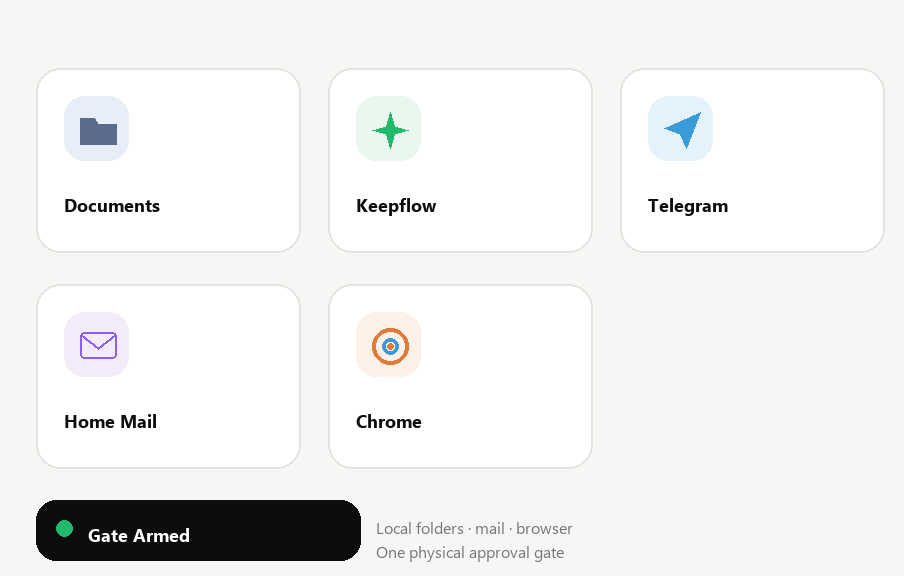 Documents
Keepflow
Telegram
Home Mail
Chrome
Gate Armed
Local folders · mail · browser
One physical approval gate